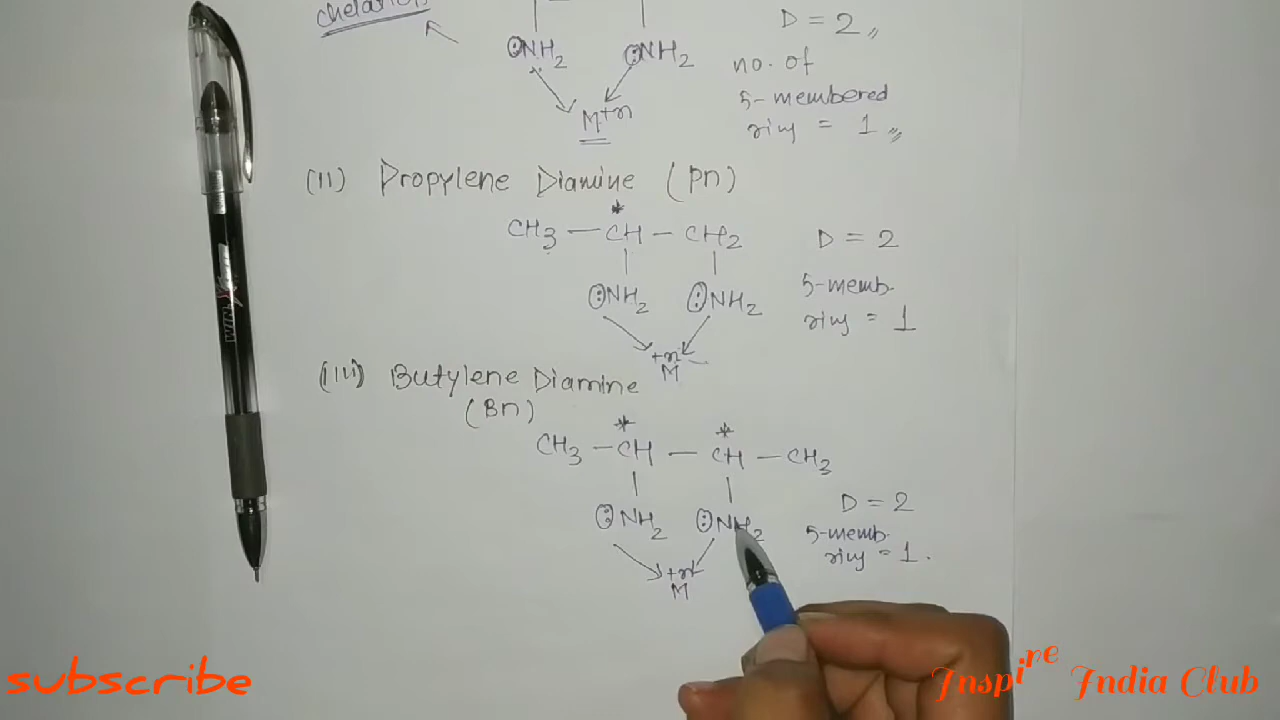 chelation
:NH2 :NH2
M+n
D = 2,,
no. of
5-membered
ring = 1,,
(II) Propylene Diamine (Pn)
*
CH3 — CH — CH2
:NH2 :NH2
+n
M
D = 2
5-memb.
ring = 1
(III) Butylene Diamine
(Bn)
* *
CH3 — CH — CH — CH3
:NH2 :NH2
+n
M
D = 2
5-memb.
ring = 1.
WIN
subscribe
Inspire India Club